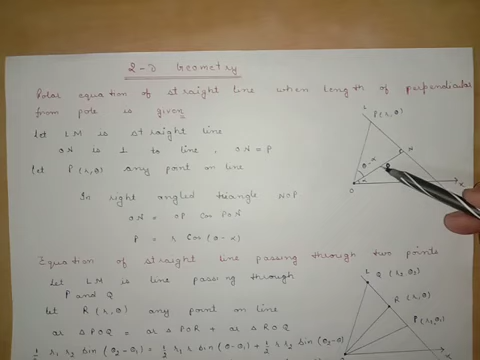 2-D Geometry
Polar equation of straight line when length of perpendicular
from pole is given
Let LM is straight line
ON is ⊥ to line, ON = P
Let P(r, θ) any point on line
In right angled triangle NOP
ON = OP Cos PON
P = r Cos (θ - α)
L
P(r, θ)
N
θ - α
P
α
O
x
Equation of straight line passing through two points
Let LM is line passing through
P and Q
Let R(r, θ) any point on line
ar Δ POQ = ar Δ POR + ar Δ ROQ
1/2 r₁ r₂ sin (θ₂-θ₁) = 1/2 r₁ r sin (θ-θ₁) + 1/2 r r₂ sin (θ₂-θ)
L
Q (r₂ θ₂)
R (r, θ)
P(r₁, θ₁)